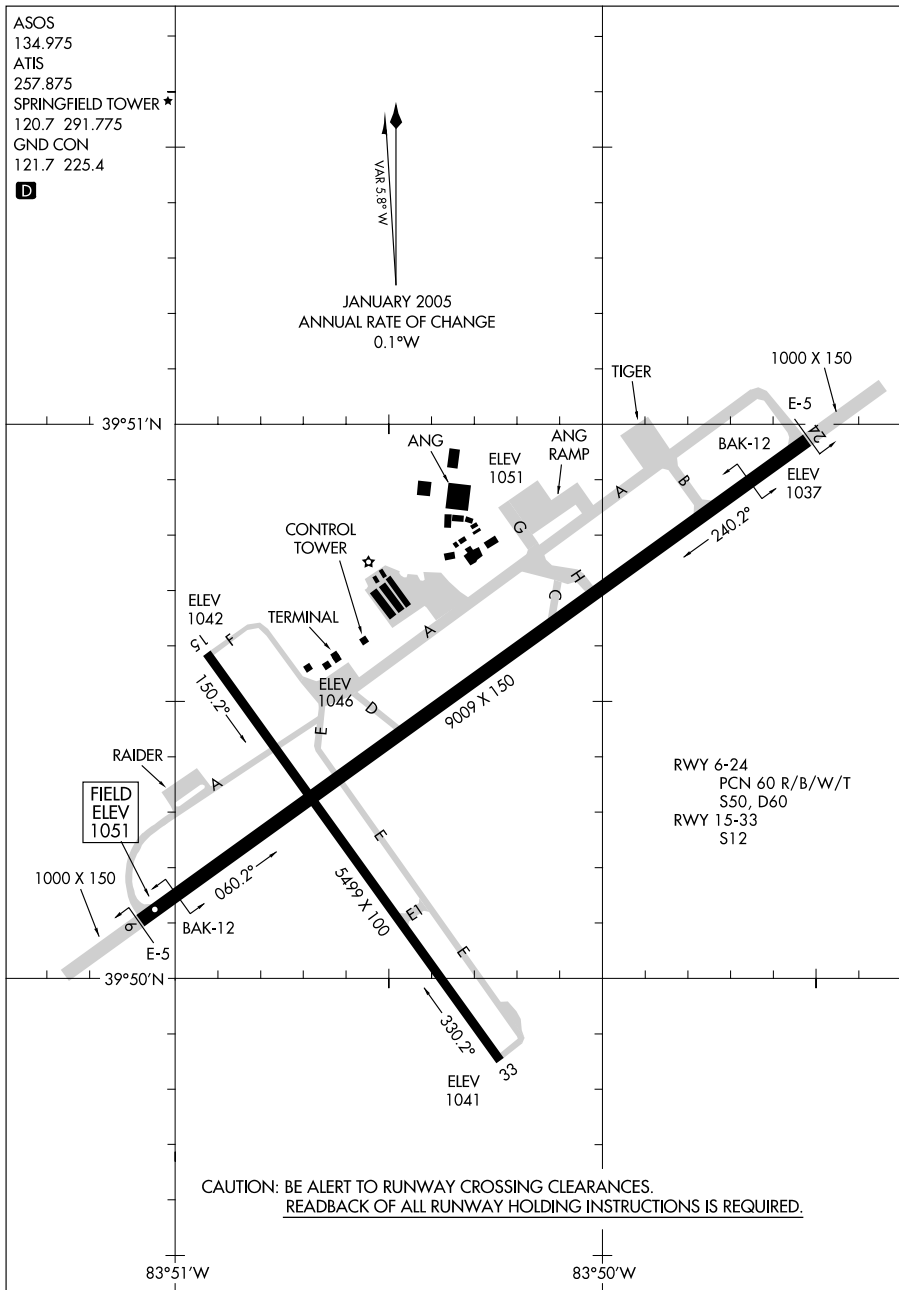 ASOS
134.975
ATIS
257.875
SPRINGFIELD TOWER ★
120.7 291.775
GND CON
121.7 225.4
D
VAR 5.8° W
JANUARY 2005
ANNUAL RATE OF CHANGE
0.1°W
1000 X 150
TIGER
39°51'N
E-5
24
ANG
ELEV
1051
ANG
RAMP
BAK-12
ELEV
1037
A
B
G
240.2°
CONTROL
TOWER
H
C
ELEV
1042
TERMINAL
15
F
A
ELEV
1046
150.2°
D
9009 X 150
E
RAIDER
A
RWY 6-24
PCN 60 R/B/W/T
S50, D60
RWY 15-33
S12
FIELD
ELEV
1051
E
1000 X 150
060.2°
5499 X 100
E1
BAK-12
6
E-5
E
39°50'N
330.2°
33
ELEV
1041
CAUTION: BE ALERT TO RUNWAY CROSSING CLEARANCES.
READBACK OF ALL RUNWAY HOLDING INSTRUCTIONS IS REQUIRED.
83°51'W
83°50'W